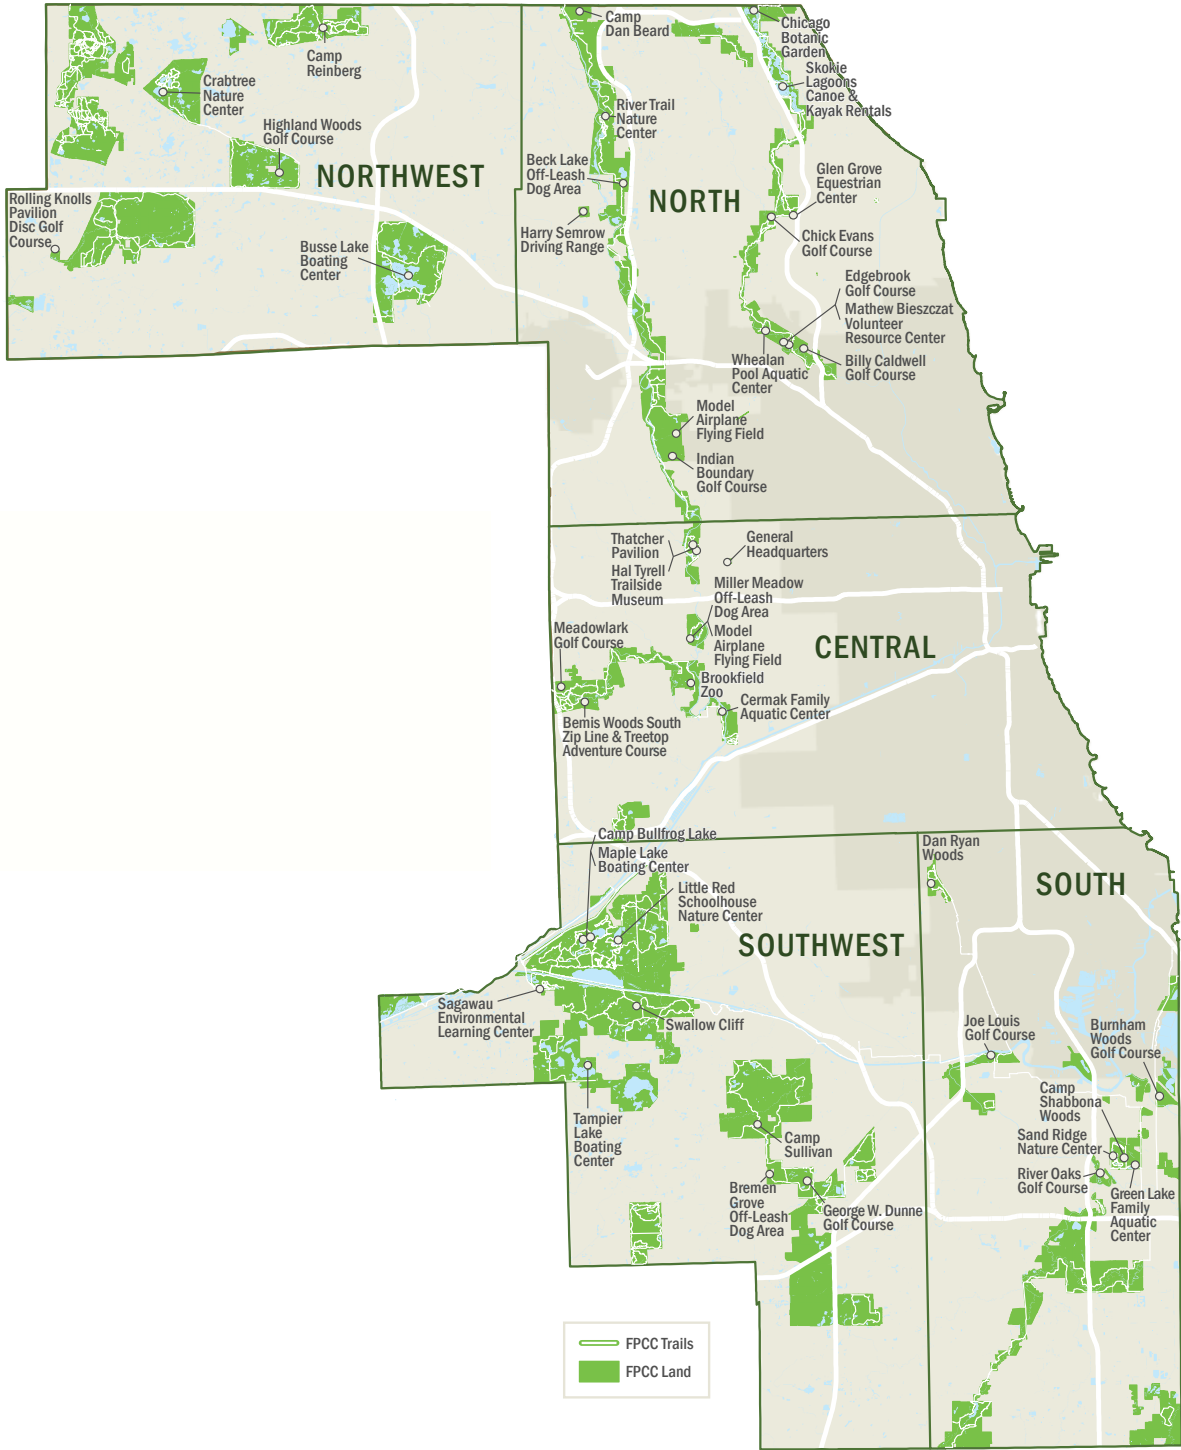 Camp
Dan Beard
Chicago
Botanic
Garden
Skokie
Lagoons
Canoe &
Kayak Rentals
Camp
Reinberg
Crabtree
Nature
Center
Highland Woods
Golf Course
NORTHWEST
Rolling Knolls
Pavilion
Disc Golf
Course
Busse Lake
Boating
Center
River Trail
Nature
Center
Beck Lake
Off-Leash
Dog Area
NORTH
Harry Semrow
Driving Range
Glen Grove
Equestrian
Center
Chick Evans
Golf Course
Edgebrook
Golf Course
Mathew Bieszczat
Volunteer
Resource Center
Whealan
Pool Aquatic
Center
Billy Caldwell
Golf Course
Model
Airplane
Flying Field
Indian
Boundary
Golf Course
Thatcher
Pavilion
Hal Tyrell
Trailside
Museum
General
Headquarters
Miller Meadow
Off-Leash
Dog Area
Model
Airplane
Flying Field
CENTRAL
Meadowlark
Golf Course
Brookfield
Zoo
Cermak Family
Aquatic Center
Bemis Woods South
Zip Line & Treetop
Adventure Course
Camp Bullfrog Lake
Maple Lake
Boating Center
Little Red
Schoolhouse
Nature Center
SOUTHWEST
Dan Ryan
Woods
SOUTH
Sagawau
Environmental
Learning Center
Swallow Cliff
Joe Louis
Golf Course
Burnham
Woods
Golf Course
Camp
Shabbona
Woods
Sand Ridge
Nature Center
River Oaks
Golf Course
Green Lake
Family
Aquatic
Center
Tampier
Lake
Boating
Center
Camp
Sullivan
Bremen
Grove
Off-Leash
Dog Area
George W. Dunne
Golf Course
FPCC Trails
FPCC Land